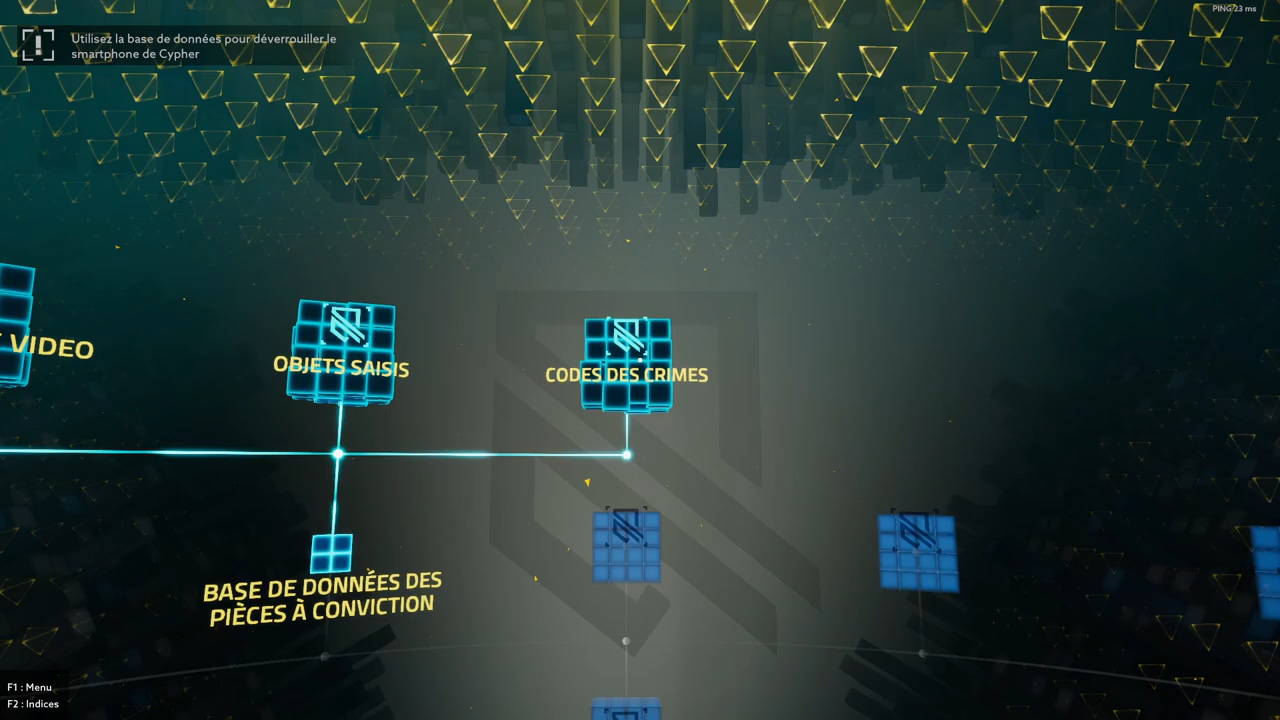 PING 23 ms
Utilisez la base de données pour déverrouiller le
smartphone de Cypher
VIDEO
OBJETS SAISIS
CODES DES CRIMES
BASE DE DONNÉES DES
PIÈCES À CONVICTION
F1 : Menu
F2 : Indices